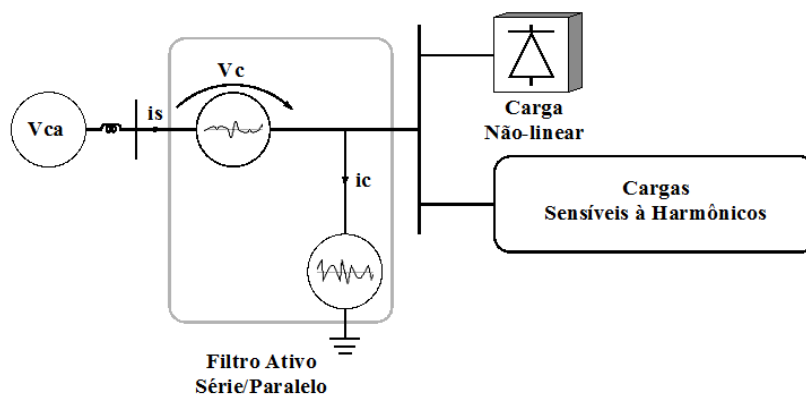 Vc
is
Vca
ic
Carga
Não-linear
Cargas
Sensíveis à Harmônicos
Filtro Ativo
Série/Paralelo